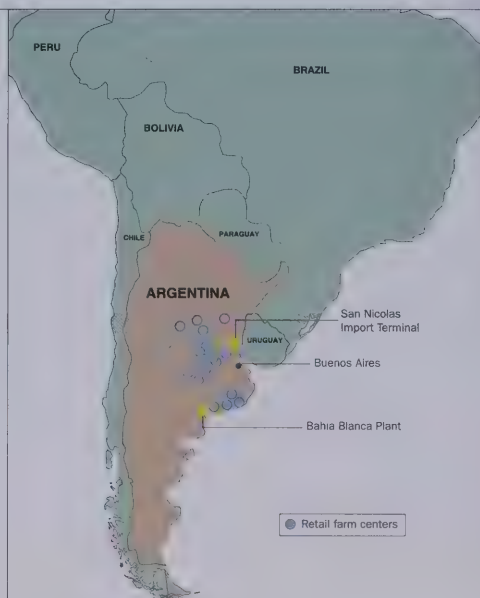 PERU
BRAZIL
BOLIVIA
CHILE
PARAGUAY
ARGENTINA
San Nicolas
Import Terminal
URUGUAY
Buenos Aires
Bahia Blanca Plant
Retail farm centers